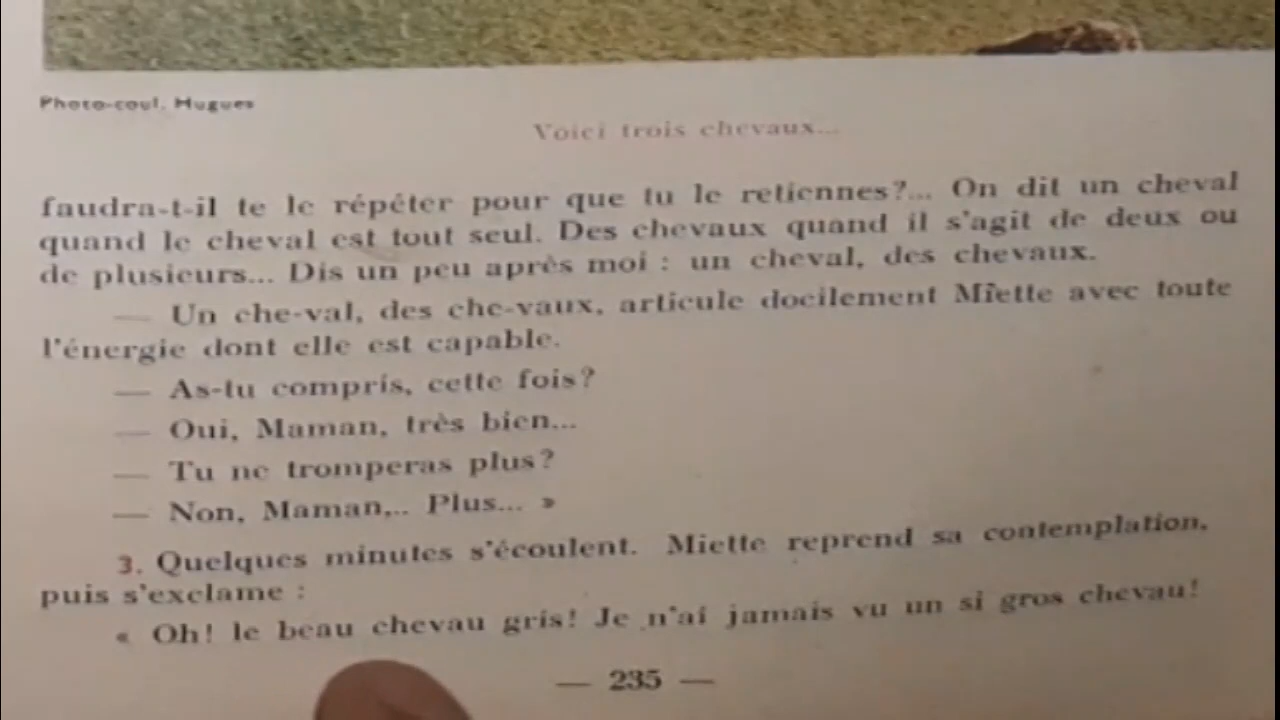 Photo-coul. Hugues
Voici trois chevaux...
faudra-t-il te le répéter pour que tu le retiennes?... On dit un cheval
quand le cheval est tout seul. Des chevaux quand il s'agit de deux ou
de plusieurs... Dis un peu après moi : un cheval, des chevaux.
— Un che-val, des che-vaux, articule docilement Miette avec toute
l'énergie dont elle est capable.
— As-tu compris, cette fois?
— Oui, Maman, très bien...
— Tu ne tromperas plus?
— Non, Maman,.. Plus... »
3. Quelques minutes s'écoulent. Miette reprend sa contemplation,
puis s'exclame :
« Oh! le beau chevau gris! Je n'ai jamais vu un si gros chevau!
— 235 —